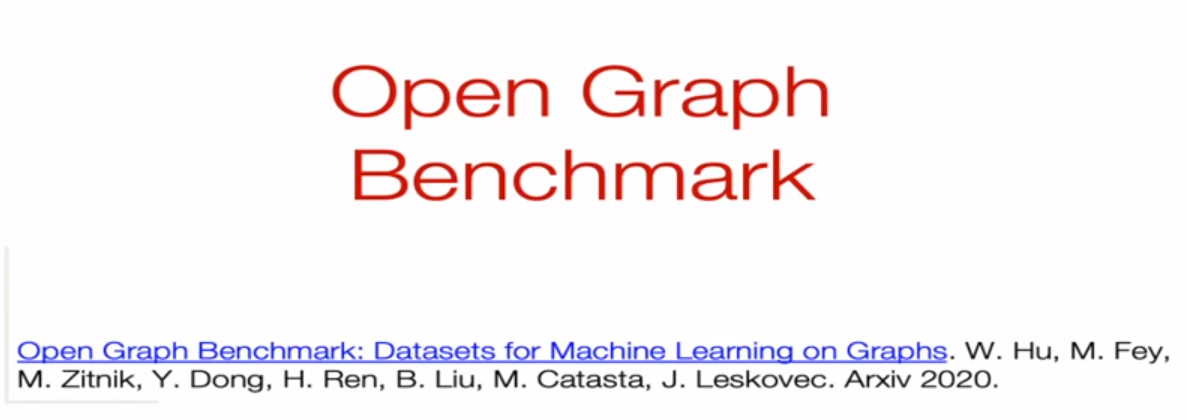 Open Graph
Benchmark
Open Graph Benchmark: Datasets for Machine Learning on Graphs. W. Hu, M. Fey,
M. Zitnik, Y. Dong, H. Ren, B. Liu, M. Catasta, J. Leskovec. Arxiv 2020.